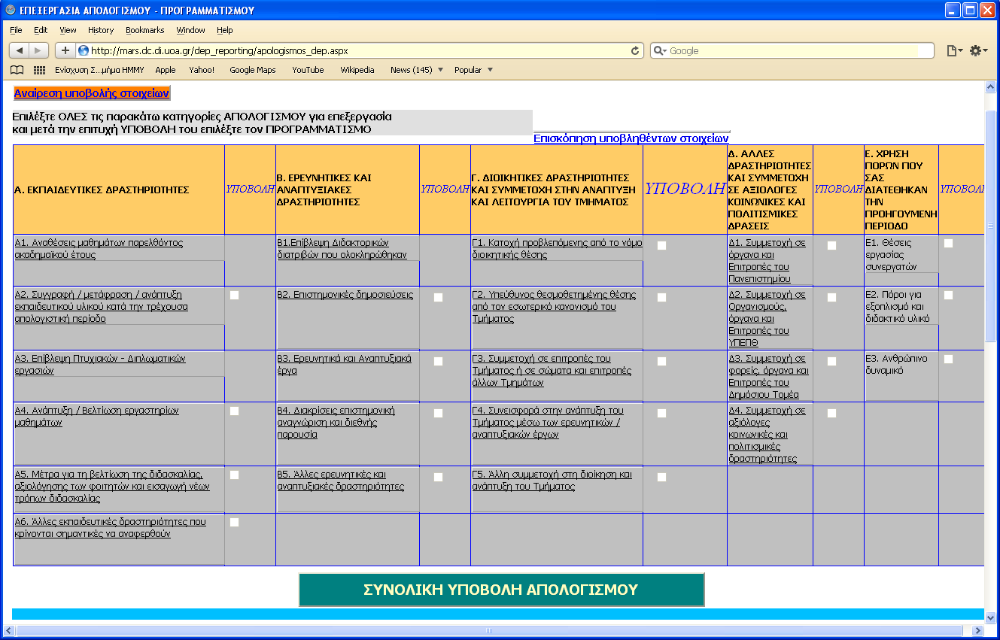 ΕΠΕΞΕΡΓΑΣΙΑ ΑΠΟΛΟΓΙΣΜΟΥ - ΠΡΟΓΡΑΜΜΑΤΙΣΜΟΥ
File Edit View History Bookmarks Window Help
http://mars.dc.di.uoa.gr/dep_reporting/apologismos_dep.aspx
Google
Ενίσχυση Σ...μήμα ΗΜΜΥ Apple Yahoo! Google Maps YouTube Wikipedia News (145) Popular
Αναίρεση υποβολής στοιχείων
Επιλέξτε ΟΛΕΣ τις παρακάτω κατηγορίες ΑΠΟΛΟΓΙΣΜΟΥ για επεξεργασία
και μετά την επιτυχή ΥΠΟΒΟΛΗ του επιλέξτε τον ΠΡΟΓΡΑΜΜΑΤΙΣΜΟ
Επισκόπηση υποβληθέντων στοιχείων
Α. ΕΚΠΑΙΔΕΥΤΙΚΕΣ ΔΡΑΣΤΗΡΙΟΤΗΤΕΣ
ΥΠΟΒΟΛΗ
Β. ΕΡΕΥΝΗΤΙΚΕΣ ΚΑΙ
ΑΝΑΠΤΥΞΙΑΚΕΣ
ΔΡΑΣΤΗΡΙΟΤΗΤΕΣ
ΥΠΟΒΟΛΗ
Γ. ΔΙΟΙΚΗΤΙΚΕΣ ΔΡΑΣΤΗΡΙΟΤΗΤΕΣ
ΚΑΙ ΣΥΜΜΕΤΟΧΗ ΣΤΗΝ ΑΝΑΠΤΥΞΗ
ΚΑΙ ΛΕΙΤΟΥΡΓΙΑ ΤΟΥ ΤΜΗΜΑΤΟΣ
ΥΠΟΒΟΛΗ
Δ. ΑΛΛΕΣ
ΔΡΑΣΤΗΡΙΟΤΗΤΕΣ
ΚΑΙ ΣΥΜΜΕΤΟΧΗ
ΣΕ ΑΞΙΟΛΟΓΕΣ
ΚΟΙΝΩΝΙΚΕΣ ΚΑΙ
ΠΟΛΙΤΙΣΜΙΚΕΣ
ΔΡΑΣΕΙΣ
ΥΠΟΒΟΛΗ
Ε. ΧΡΗΣΗ
ΠΟΡΩΝ ΠΟΥ
ΣΑΣ
ΔΙΑΤΕΘΗΚΑΝ
ΤΗΝ
ΠΡΟΗΓΟΥΜΕΝΗ
ΠΕΡΙΟΔΟ
ΥΠΟΒΟΛΗ
Α1. Αναθέσεις μαθημάτων παρελθόντος
ακαδημαϊκού έτους
Β1.Επίβλεψη Διδακτορικών
διατριβών που ολοκληρώθηκαν
Γ1. Κατοχή προβλεπόμενης από το νόμο
διοικητικής θέσης
Δ1. Συμμετοχή σε
όργανα και
Επιτροπές του
Πανεπιστημίου
Ε1. Θέσεις
εργασίας
συνεργατών
Α2. Συγγραφή / μετάφραση / ανάπτυξη
εκπαιδευτικού υλικού κατά την τρέχουσα
απολογιστική περίοδο
Β2. Επιστημονικές δημοσιεύσεις
Γ2. Υπεύθυνος θεσμοθετημένης θέσης
από τον εσωτερικό κανονισμό του
Τμήματος
Δ2. Συμμετοχή σε
Οργανισμούς,
όργανα και
Επιτροπές του
ΥΠΕΠΘ
Ε2. Πόροι για
εξοπλισμό και
διδακτικό υλικό
Α3. Επίβλεψη Πτυχιακών - Διπλωματικών
εργασιών
Β3. Ερευνητικά και Αναπτυξιακά
έργα
Γ3. Συμμετοχή σε επιτροπές του
Τμήματος ή σε σώματα και επιτροπές
άλλων Τμημάτων
Δ3. Συμμετοχή σε
φορείς, όργανα και
Επιτροπές του
Δημόσιου Τομέα
Ε3. Ανθρώπινο
δυναμικό
Α4. Ανάπτυξη / Βελτίωση εργαστηρίων
μαθημάτων
Β4. Διακρίσεις επιστημονική
αναγνώριση και διεθνής
παρουσία
Γ4. Συνεισφορά στην ανάπτυξη του
Τμήματος μέσω των ερευνητικών /
αναπτυξιακών έργων
Δ4. Συμμετοχή σε
αξιόλογες
κοινωνικές και
πολιτισμικές
δραστηριότητες
Α5. Μέτρα για τη βελτίωση της διδασκαλίας,
αξιολόγησης των φοιτητών και εισαγωγή νέων
τρόπων διδασκαλίας
Β5. Άλλες ερευνητικές και
αναπτυξιακές δραστηριότητες
Γ5. Άλλη συμμετοχή στη διοίκηση και
ανάπτυξη του Τμήματος
Α6. Άλλες εκπαιδευτικές δραστηριότητες που
κρίνονται σημαντικές να αναφερθούν
ΣΥΝΟΛΙΚΗ ΥΠΟΒΟΛΗ ΑΠΟΛΟΓΙΣΜΟΥ